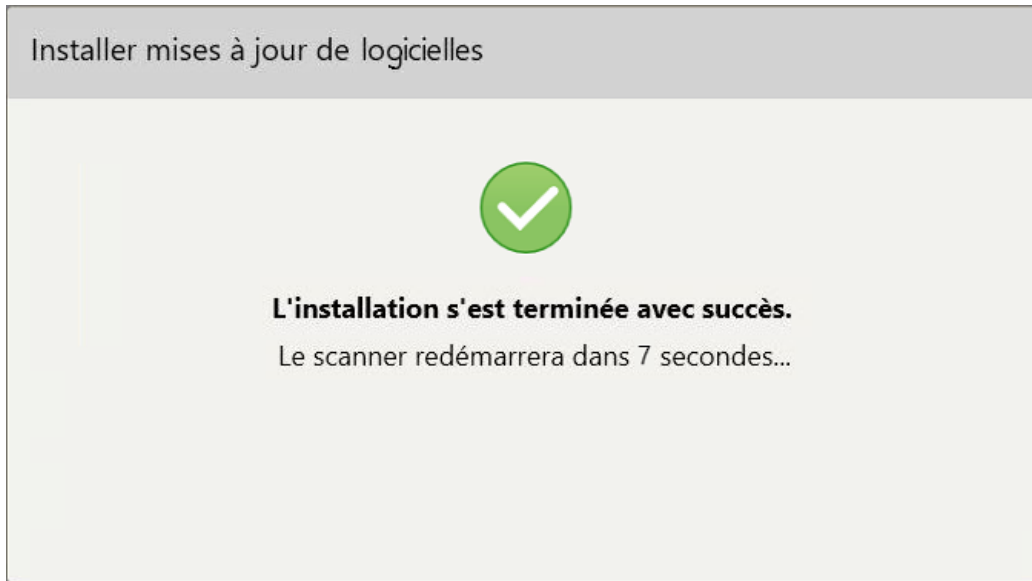 Installer mises à jour de logicielles
L'installation s'est terminée avec succès.
Le scanner redémarrera dans 7 secondes...